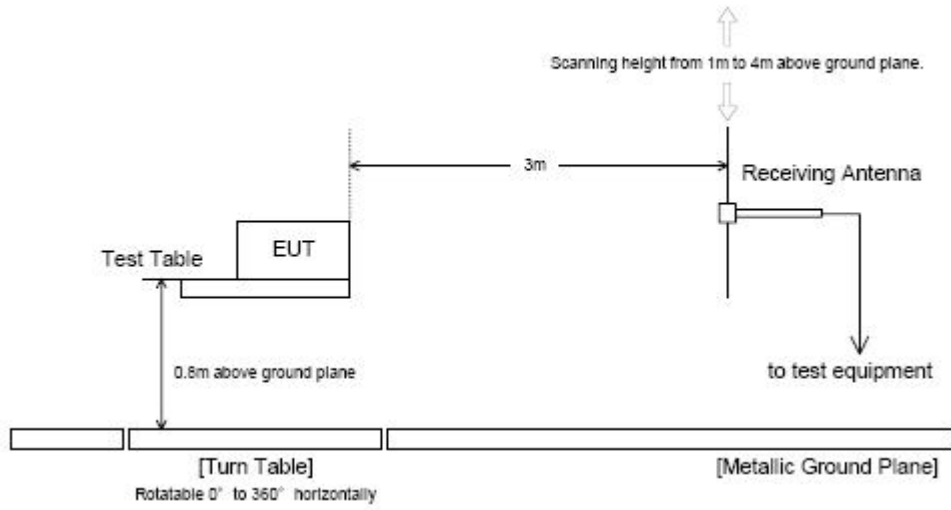 Scanning height from 1m to 4m above ground plane.
3m
Receiving Antenna
EUT
Test Table
0.8m above ground plane
to test equipment
[Turn Table]
[Metallic Ground Plane]
Rotatable 0° to 360° horizontally